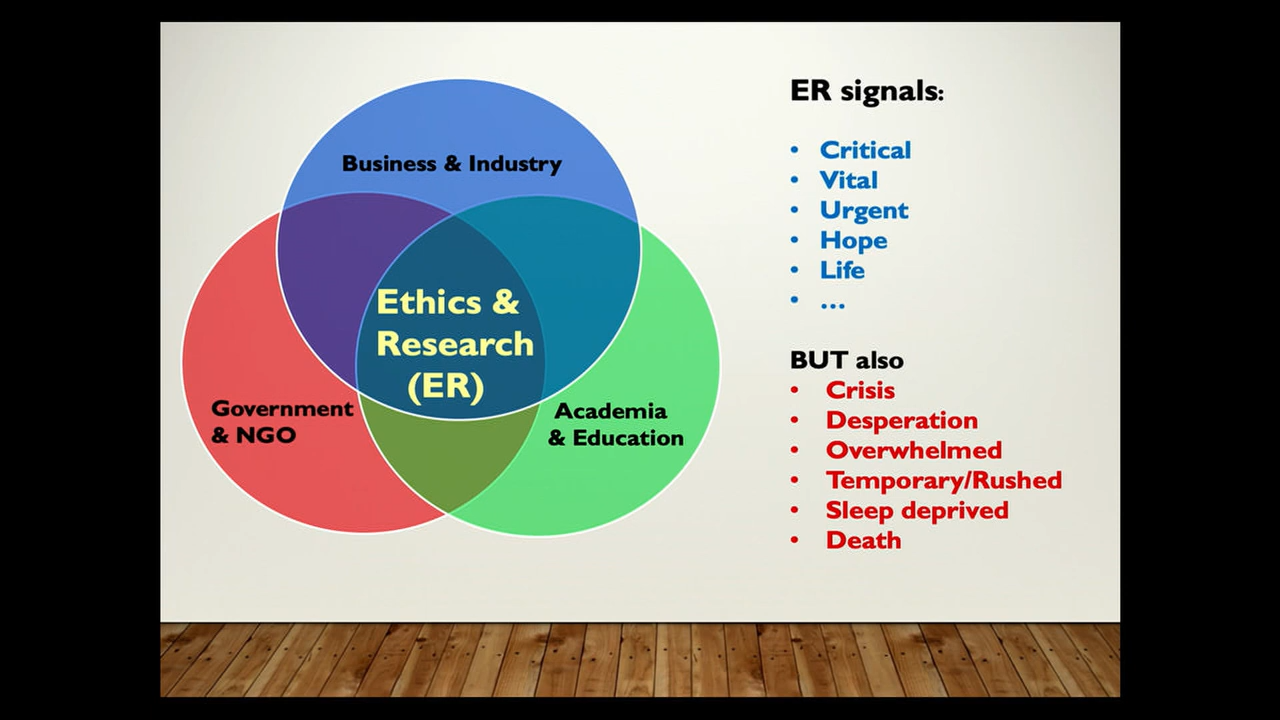 Business & Industry
Ethics &
Research
(ER)
Government
& NGO
Academia
& Education
ER signals:
• Critical
• Vital
• Urgent
• Hope
• Life
• ...
BUT also
• Crisis
• Desperation
• Overwhelmed
• Temporary/Rushed
• Sleep deprived
• Death